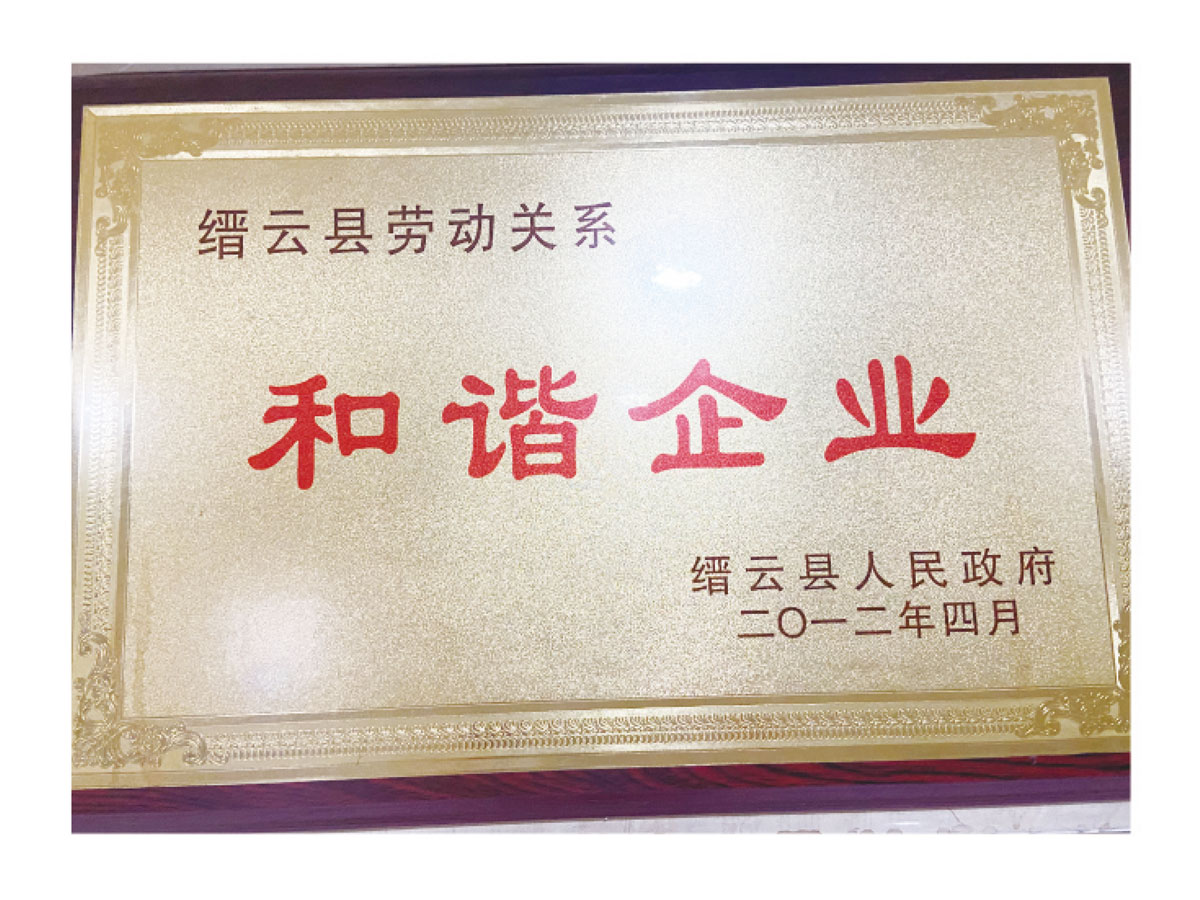 缙云县劳动关系
和谐企业
缙云县人民政府
二〇一二年四月